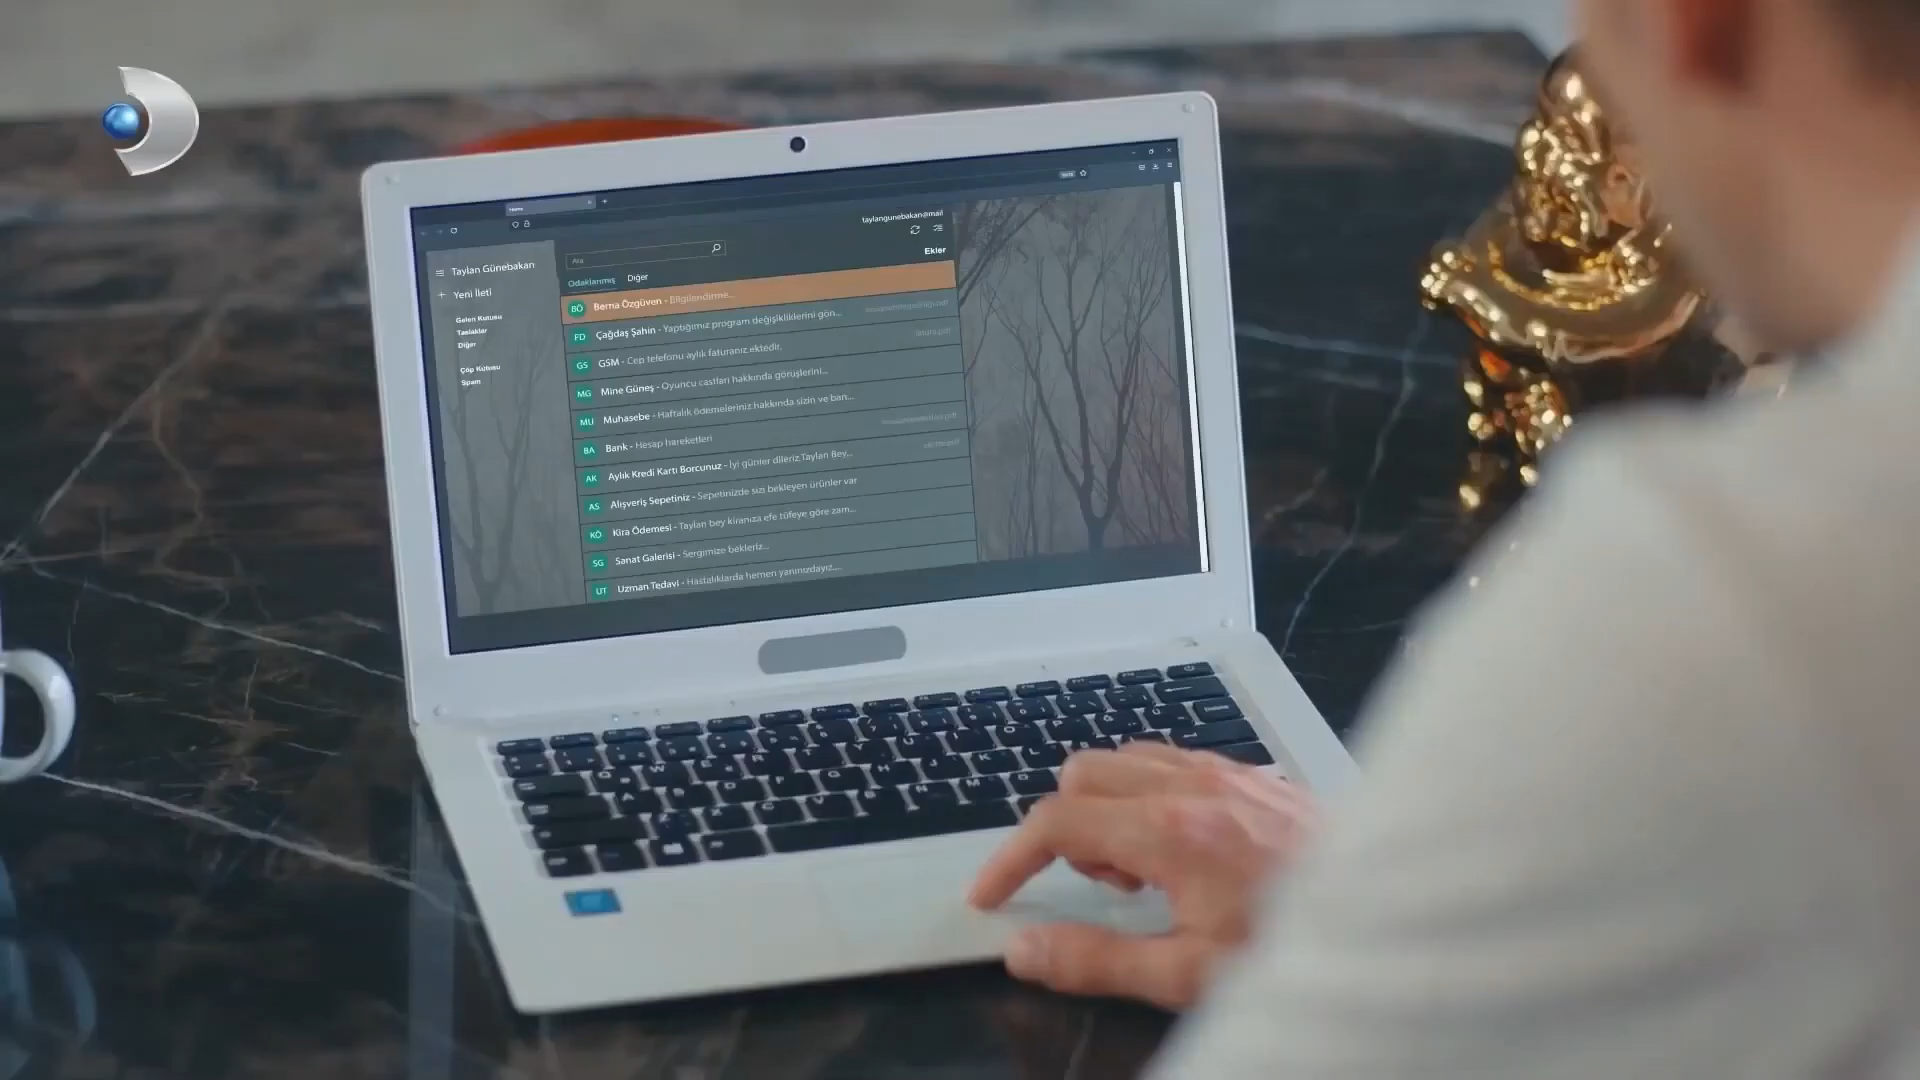 taylangunebakan@mail
Taylan Günebakan
Ara
Ekler
Odaklanmış Diğer
Yeni İleti
Gelen Kutusu
Taslaklar
Diğer
Çöp Kutusu
Spam
BÖ Berna Özgüven - Bilgilendirme...
FD Çağdaş Şahin - Yaptığımız program değişikliklerini gön...
GS GSM - Cep telefonu aylık faturanız ektedir. fatura.pdf
MG Mine Güneş - Oyuncu castları hakkında görüşlerini...
MU Muhasebe - Haftalık ödemeleriniz hakkında sizin ve ban...
BA Bank - Hesap hareketleri
AK Aylık Kredi Kartı Borcunuz - İyi günler dileriz Taylan Bey...
AS Alışveriş Sepetiniz - Sepetinizde sizi bekleyen ürünler var
KÖ Kira Ödemesi - Taylan bey kiranıza efe tüfeye göre zam...
SG Sanat Galerisi - Sergimize bekleriz...
UT Uzman Tedavi - Hastalıklarda hemen yanınızdayız....